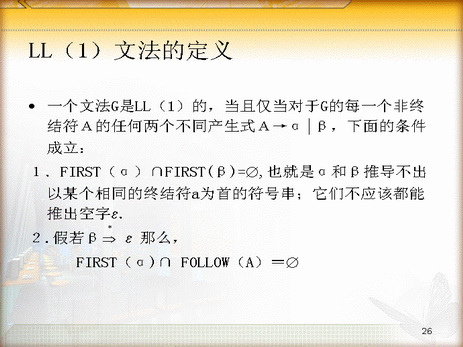 LL（1）文法的定义
• 一个文法G是LL（1）的，当且仅当对于G的每一个非终
结符A的任何两个不同产生式A→α│β，下面的条件
成立：
1．FIRST（α）∩FIRST(β)=∅,也就是α和β推导不出
以某个相同的终结符a为首的符号串；它们不应该都能
推出空字ε.
2.假若β ⇒* ε 那么，
FIRST（α)∩ FOLLOW（A）＝∅
26